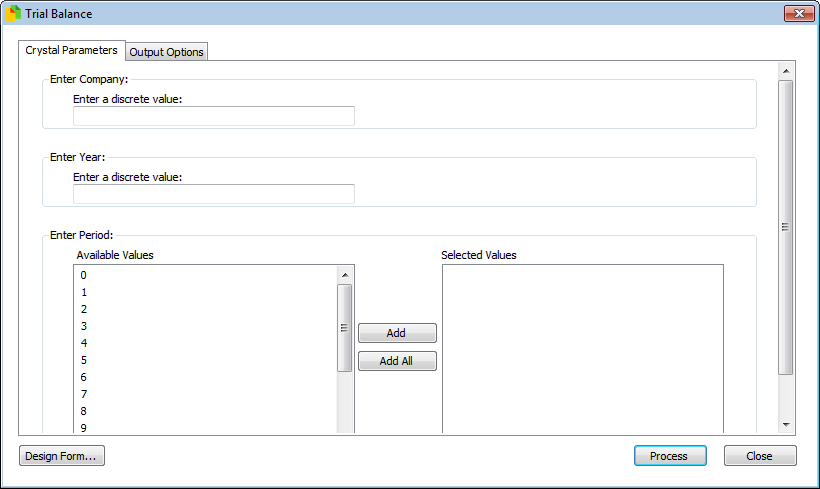 Trial Balance
Crystal Parameters Output Options
Enter Company:
Enter a discrete value:
Enter Year:
Enter a discrete value:
Enter Period:
Available Values Selected Values
0
1
2
3
Add
4
5
Add All
6
7
8
9
Design Form... Process Close